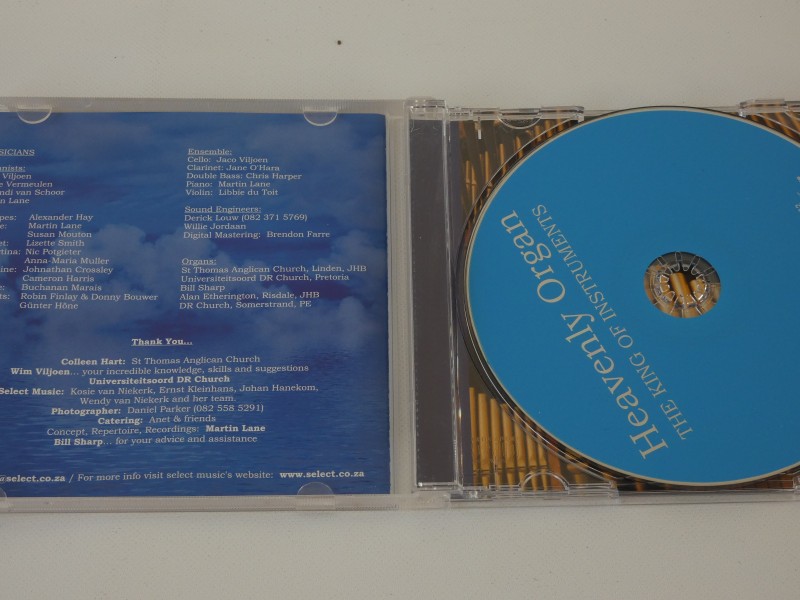 SICIANS
nists:
Viljoen
e Vermeulen
ndi van Schoor
n Lane
pes: Alexander Hay
e: Martin Lane
Susan Mouton
et: Lizette Smith
rtina: Nic Potgieter
Anna-Maria Muller
ine: Johnathan Crossley
Cameron Harris
e: Buchanan Marais
ts: Robin Finlay & Donny Bouwer
Günter Höne
Ensemble:
Cello: Jaco Viljoen
Clarinet: Jane O'Hara
Double Bass: Chris Harper
Piano: Martin Lane
Violin: Libbie du Toit
Sound Engineers:
Derick Louw (082 371 5769)
Willie Jordaan
Digital Mastering: Brendon Farre
Organs:
St Thomas Anglican Church, Linden, JHB
Universiteitsoord DR Church, Pretoria
Bill Sharp
Alan Etherington, Risdale, JHB
DR Church, Somerstrand, PE
Thank You...
Colleen Hart: St Thomas Anglican Church
Wim Viljoen... your incredible knowledge, skills and suggestions
Universiteitsoord DR Church
Select Music: Kosie van Niekerk, Ernst Kleinhans, Johan Hanekom,
Wendy van Niekerk and her team.
Photographer: Daniel Parker (082 558 5291)
Catering: Anet & friends
Concept, Repertoire, Recordings: Martin Lane
Bill Sharp... for your advice and assistance
@select.co.za / For more info visit select music's website: www.select.co.za
Heavenly Organ
THE KING OF INSTRUMENTS